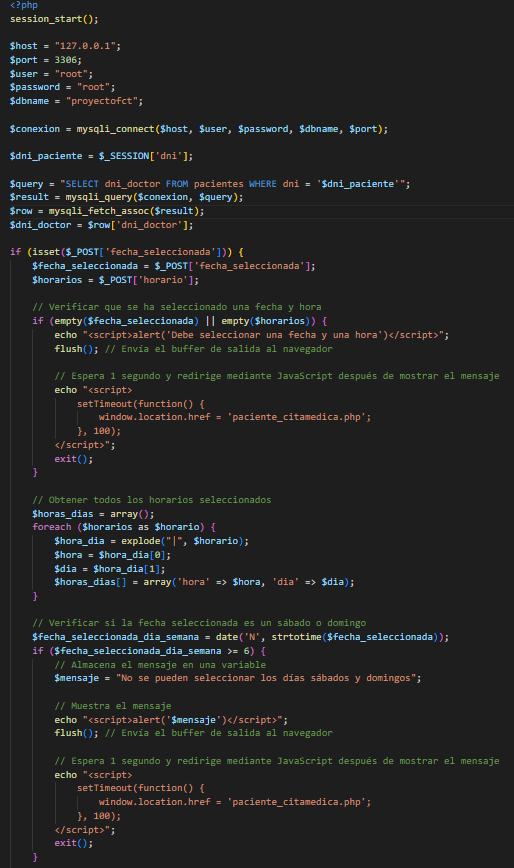 <?php
session_start();

$host = "127.0.0.1";
$port = 3306;
$user = "root";
$password = "root";
$dbname = "proyectofct";

$conexion = mysqli_connect($host, $user, $password, $dbname, $port);

$dni_paciente = $_SESSION['dni'];

$query = "SELECT dni_doctor FROM pacientes WHERE dni = '$dni_paciente'";
$result = mysqli_query($conexion, $query);
$row = mysqli_fetch_assoc($result);
$dni_doctor = $row['dni_doctor'];

if (isset($_POST['fecha_seleccionada'])) {
    $fecha_seleccionada = $_POST['fecha_seleccionada'];
    $horarios = $_POST['horario'];

    // Verificar que se ha seleccionado una fecha y hora
    if (empty($fecha_seleccionada) || empty($horarios)) {
        echo "<script>alert('Debe seleccionar una fecha y una hora')</script>";
        flush(); // Envía el buffer de salida al navegador

        // Espera 1 segundo y redirige mediante JavaScript después de mostrar el mensaje
        echo "<script>
            setTimeout(function() {
                window.location.href = 'paciente_citamedica.php';
            }, 100);
        </script>";
        exit();
    }

    // Obtener todos los horarios seleccionados
    $horas_dias = array();
    foreach ($horarios as $horario) {
        $hora_dia = explode("|", $horario);
        $hora = $hora_dia[0];
        $dia = $hora_dia[1];
        $horas_dias[] = array('hora' => $hora, 'dia' => $dia);
    }

    // Verificar si la fecha seleccionada es un sábado o domingo
    $fecha_seleccionada_dia_semana = date('N', strtotime($fecha_seleccionada));
    if ($fecha_seleccionada_dia_semana >= 6) {
        // Almacena el mensaje en una variable
        $mensaje = "No se pueden seleccionar los días sábados y domingos";

        // Muestra el mensaje
        echo "<script>alert('$mensaje')</script>";
        flush(); // Envía el buffer de salida al navegador

        // Espera 1 segundo y redirige mediante JavaScript después de mostrar el mensaje
        echo "<script>
            setTimeout(function() {
                window.location.href = 'paciente_citamedica.php';
            }, 100);
        </script>";
        exit();
    }